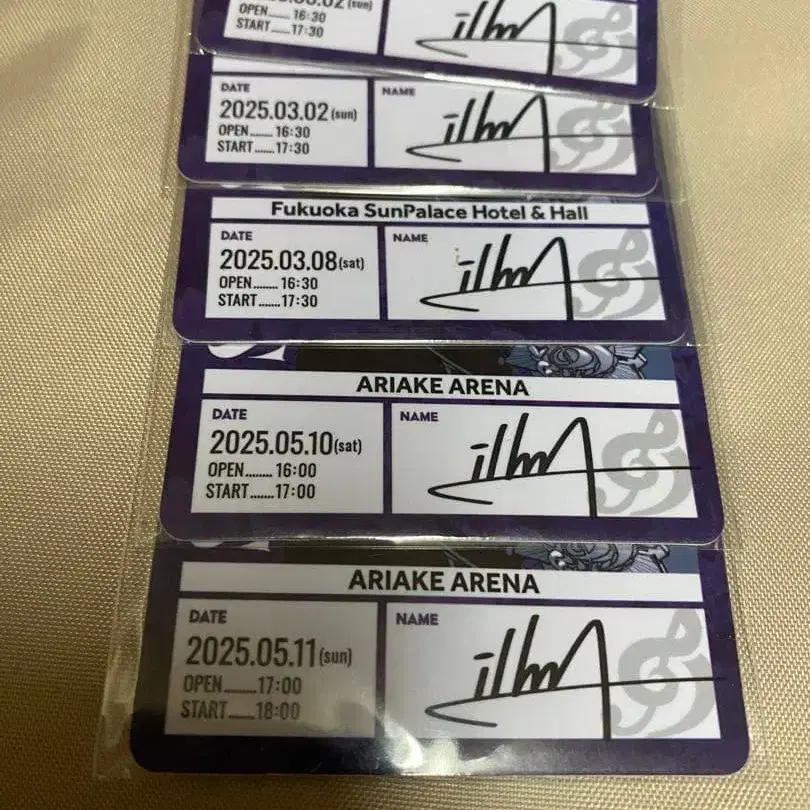 (sun)
OPEN........ 16:30
START.......17:30
DATE
2025.03.02 (sun)
OPEN........ 16:30
START.......17:30
NAME
Fukuoka SunPalace Hotel & Hall
DATE
2025.03.08(sat)
OPEN........ 16:30
START.......17:30
NAME
ARIAKE ARENA
DATE
2025.05.10(sat)
OPEN........ 16:00
START.......17:00
NAME
ARIAKE ARENA
DATE
2025.05.11(sun)
OPEN........17:00
START.......18:00
NAME